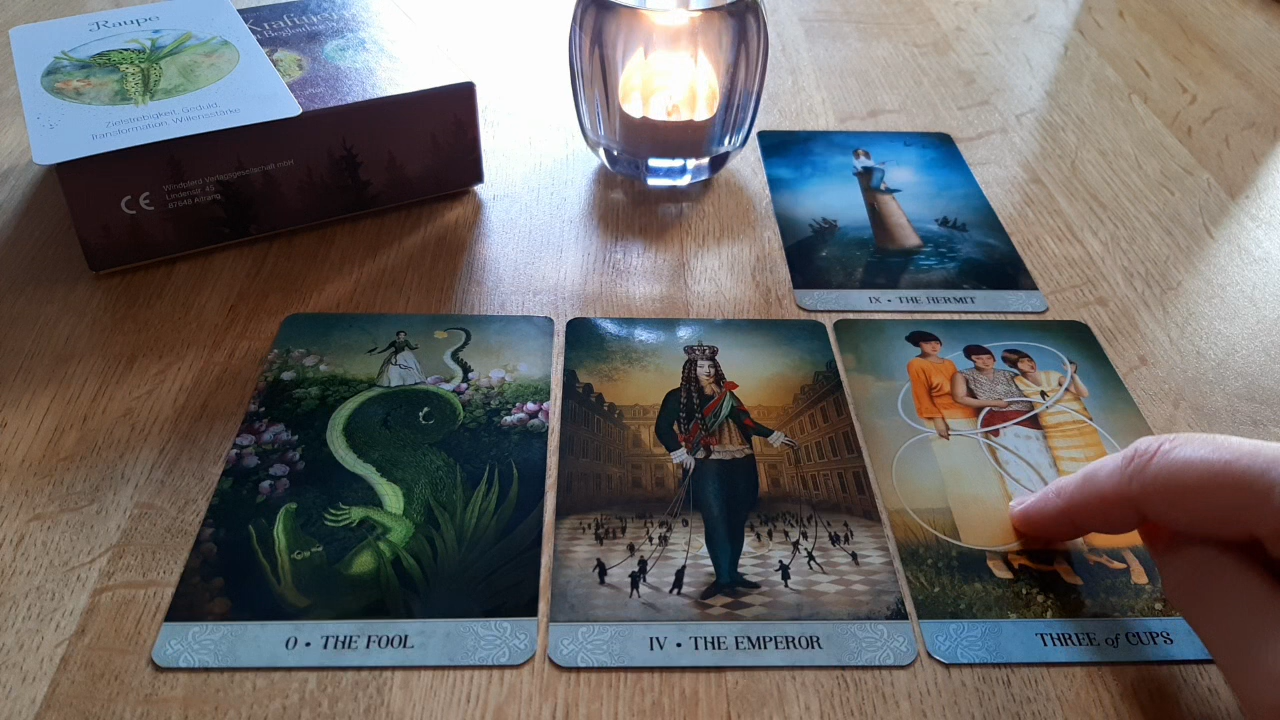 Raupe
Zielstrebigkeit, Geduld,
Transformation, Willensstärke
CE
Windpferd Verlagsgesellschaft mbH
Lindenstr. 45
87648 Aitrang
IX • THE HERMIT
0 • THE FOOL
IV • THE EMPEROR
THREE of CUPS